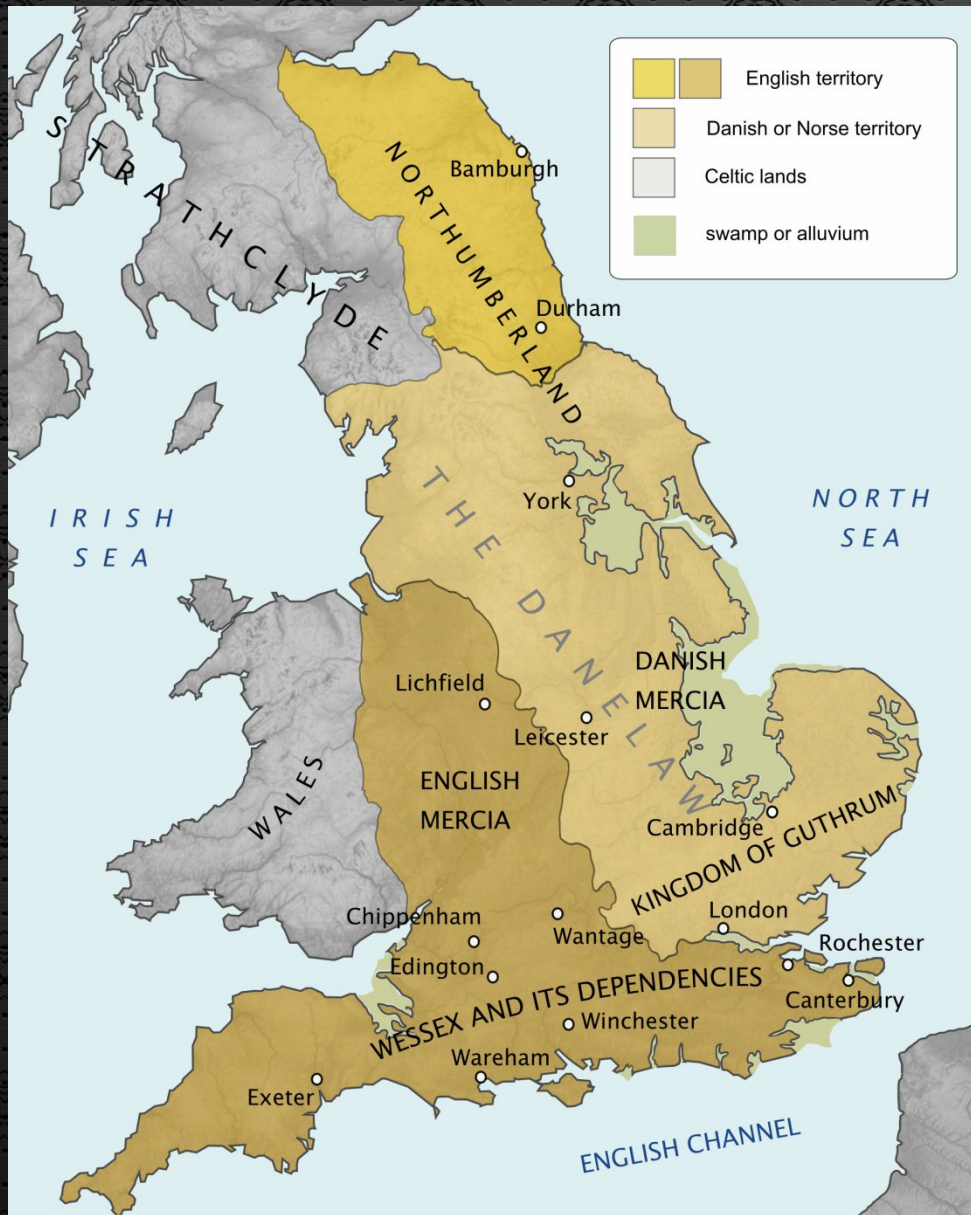 English territory
Danish or Norse territory
Celtic lands
swamp or alluvium
STRATHCLYDE
NORTHUMBERLAND
Bamburgh
Durham
York
IRISH
SEA
NORTH
SEA
THE DANELAW
DANISH
MERCIA
Lichfield
Leicester
ENGLISH
MERCIA
WALES
Cambridge
KINGDOM OF GUTHRUM
Chippenham
Wantage
London
Rochester
Edington
Canterbury
WESSEX AND ITS DEPENDENCIES
Winchester
Wareham
Exeter
ENGLISH CHANNEL